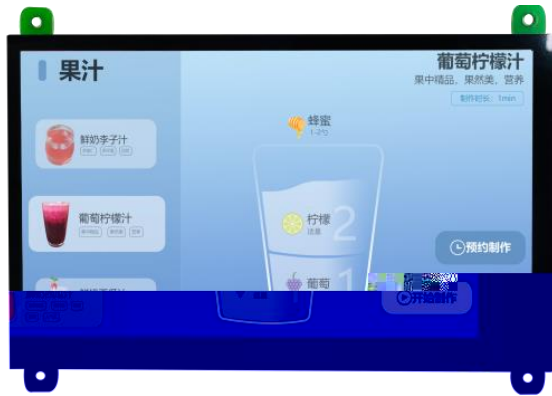 果汁
葡萄柠檬汁
果中精品，果然美，营养
制作时长：1min
蜂蜜
1-2勺
鲜奶李子汁
柠檬
适量
2
葡萄柠檬汁
预约制作
葡萄
1
开始制作